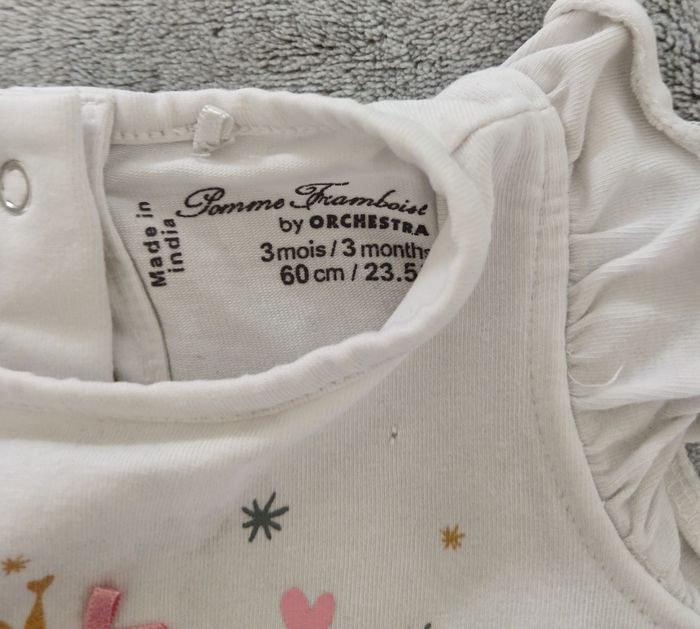 Pomme Framboise
by ORCHESTRA
3 mois / 3 months
60 cm / 23.5
Made in
india